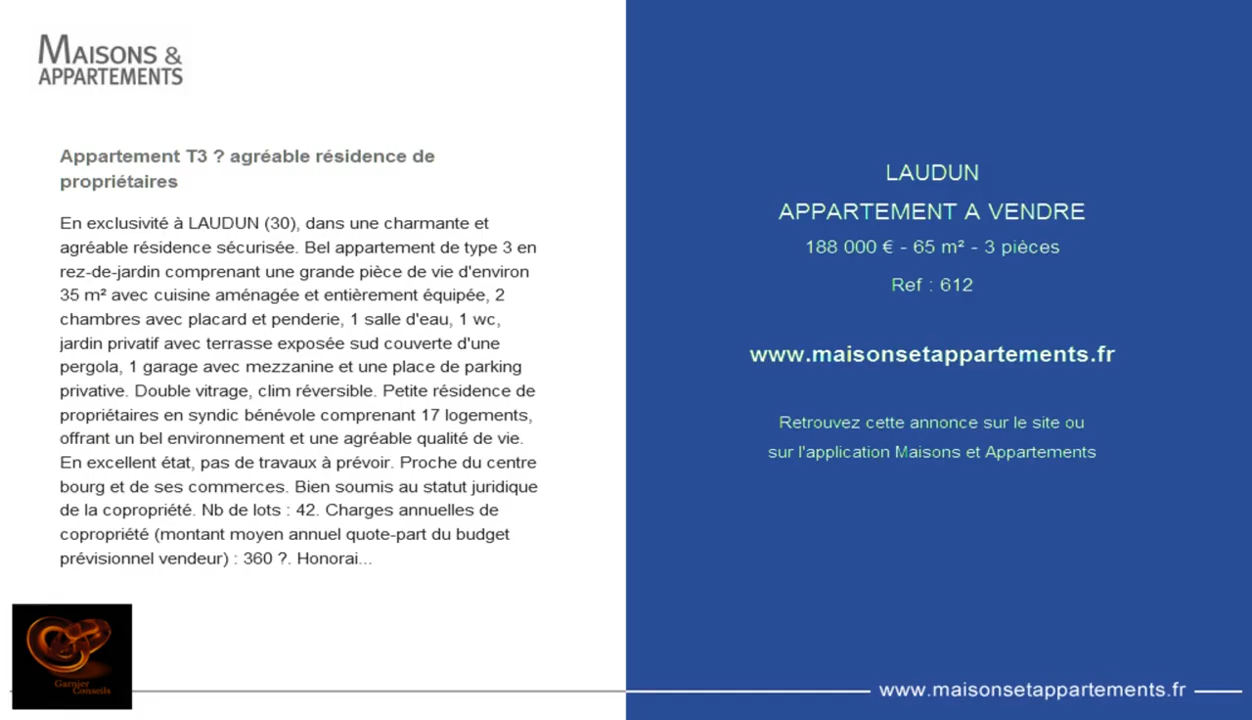 MAISONS &
APPARTEMENTS
Appartement T3 ? agréable résidence de
propriétaires
En exclusivité à LAUDUN (30), dans une charmante et
agréable résidence sécurisée. Bel appartement de type 3 en
rez-de-jardin comprenant une grande pièce de vie d'environ
35 m² avec cuisine aménagée et entièrement équipée, 2
chambres avec placard et penderie, 1 salle d'eau, 1 wc,
jardin privatif avec terrasse exposée sud couverte d'une
pergola, 1 garage avec mezzanine et une place de parking
privative. Double vitrage, clim réversible. Petite résidence de
propriétaires en syndic bénévole comprenant 17 logements,
offrant un bel environnement et une agréable qualité de vie.
En excellent état, pas de travaux à prévoir. Proche du centre
bourg et de ses commerces. Bien soumis au statut juridique
de la copropriété. Nb de lots : 42. Charges annuelles de
copropriété (montant moyen annuel quote-part du budget
prévisionnel vendeur) : 360 ?. Honorai...
Garnier
Conseils
LAUDUN
APPARTEMENT A VENDRE
188 000 € - 65 m² - 3 pièces
Ref : 612
www.maisonsetappartements.fr
Retrouvez cette annonce sur le site ou
sur l'application Maisons et Appartements
www.maisonsetappartements.fr